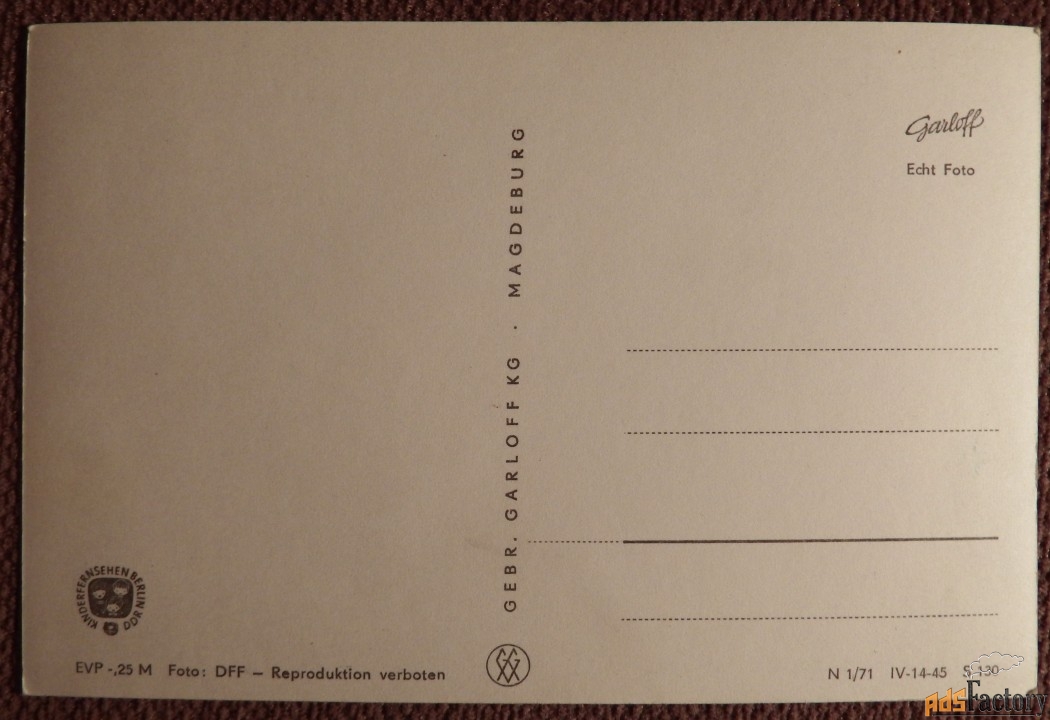 Garloff
Echt Foto
GEBR. GARLOFF KG · MAGDEBURG
KINDERFERNSEHEN BERLIN DDR
EVP -,25 M Foto: DFF – Reproduktion verboten
N 1/71 IV-14-45 S 130
adsFactory